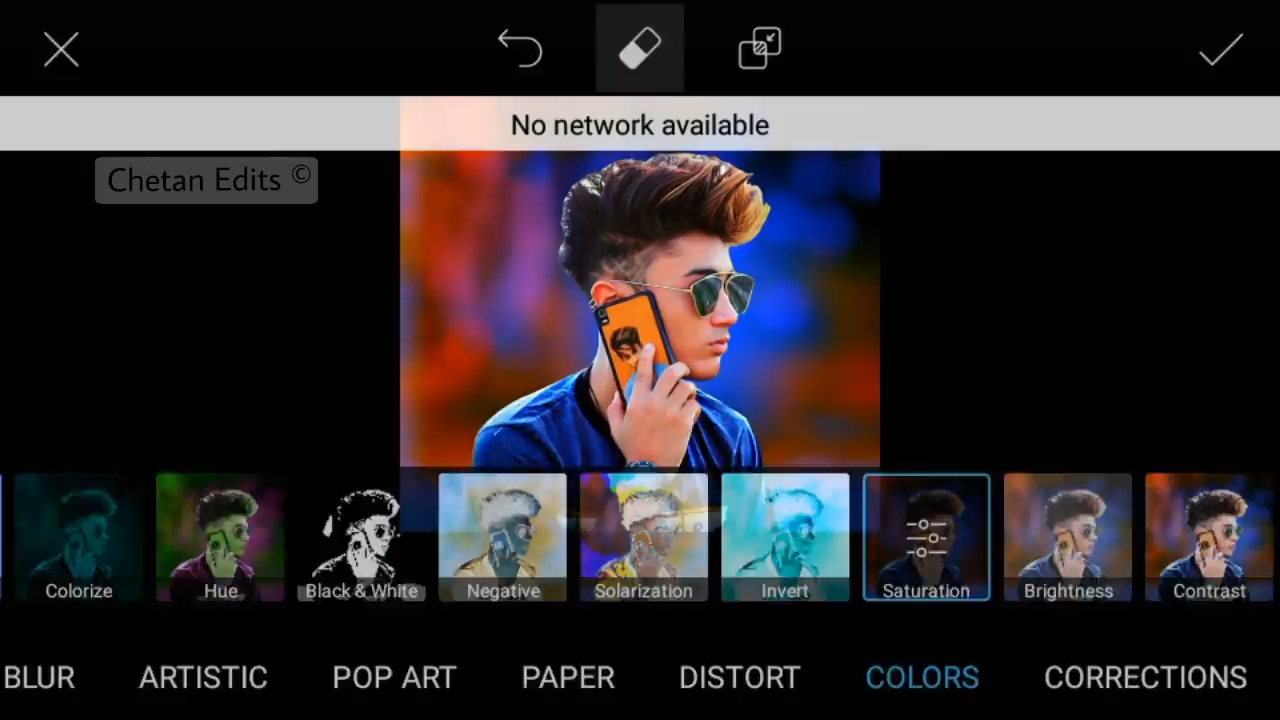 No network available
Chetan Edits ©
Colorize
Hue
Black & White
Negative
Solarization
Invert
Saturation
Brightness
Contrast
BLUR
ARTISTIC
POP ART
PAPER
DISTORT
COLORS
CORRECTIONS